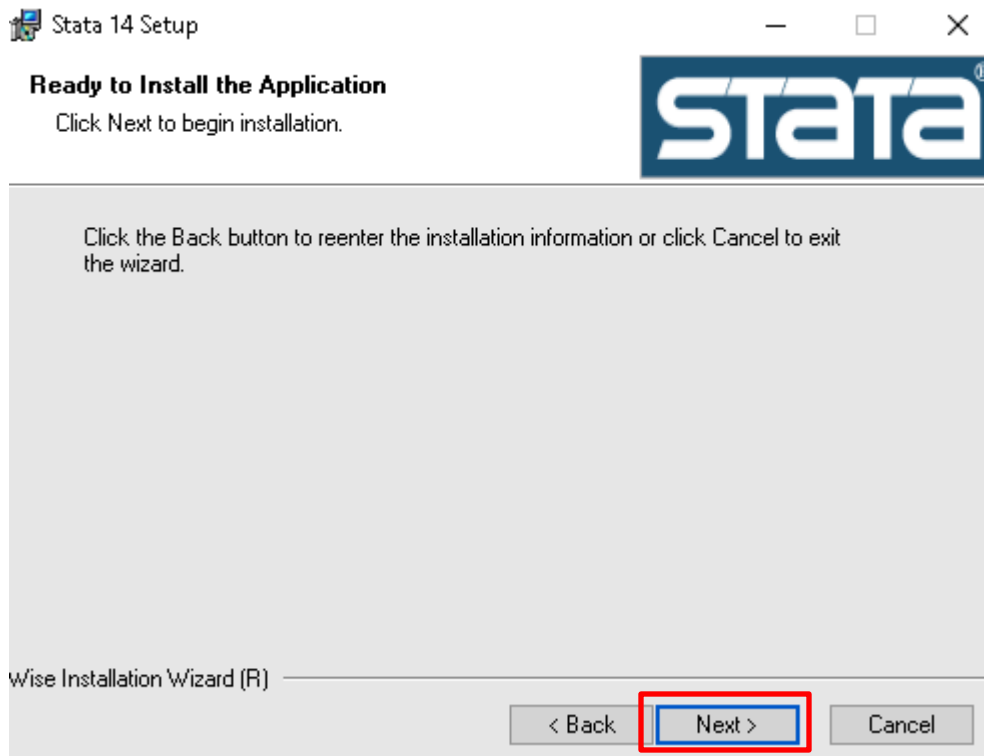 Stata 14 Setup
Ready to Install the Application
Click Next to begin installation.
STATA®
Click the Back button to reenter the installation information or click Cancel to exit
the wizard.
Wise Installation Wizard (R)
< Back Next > Cancel